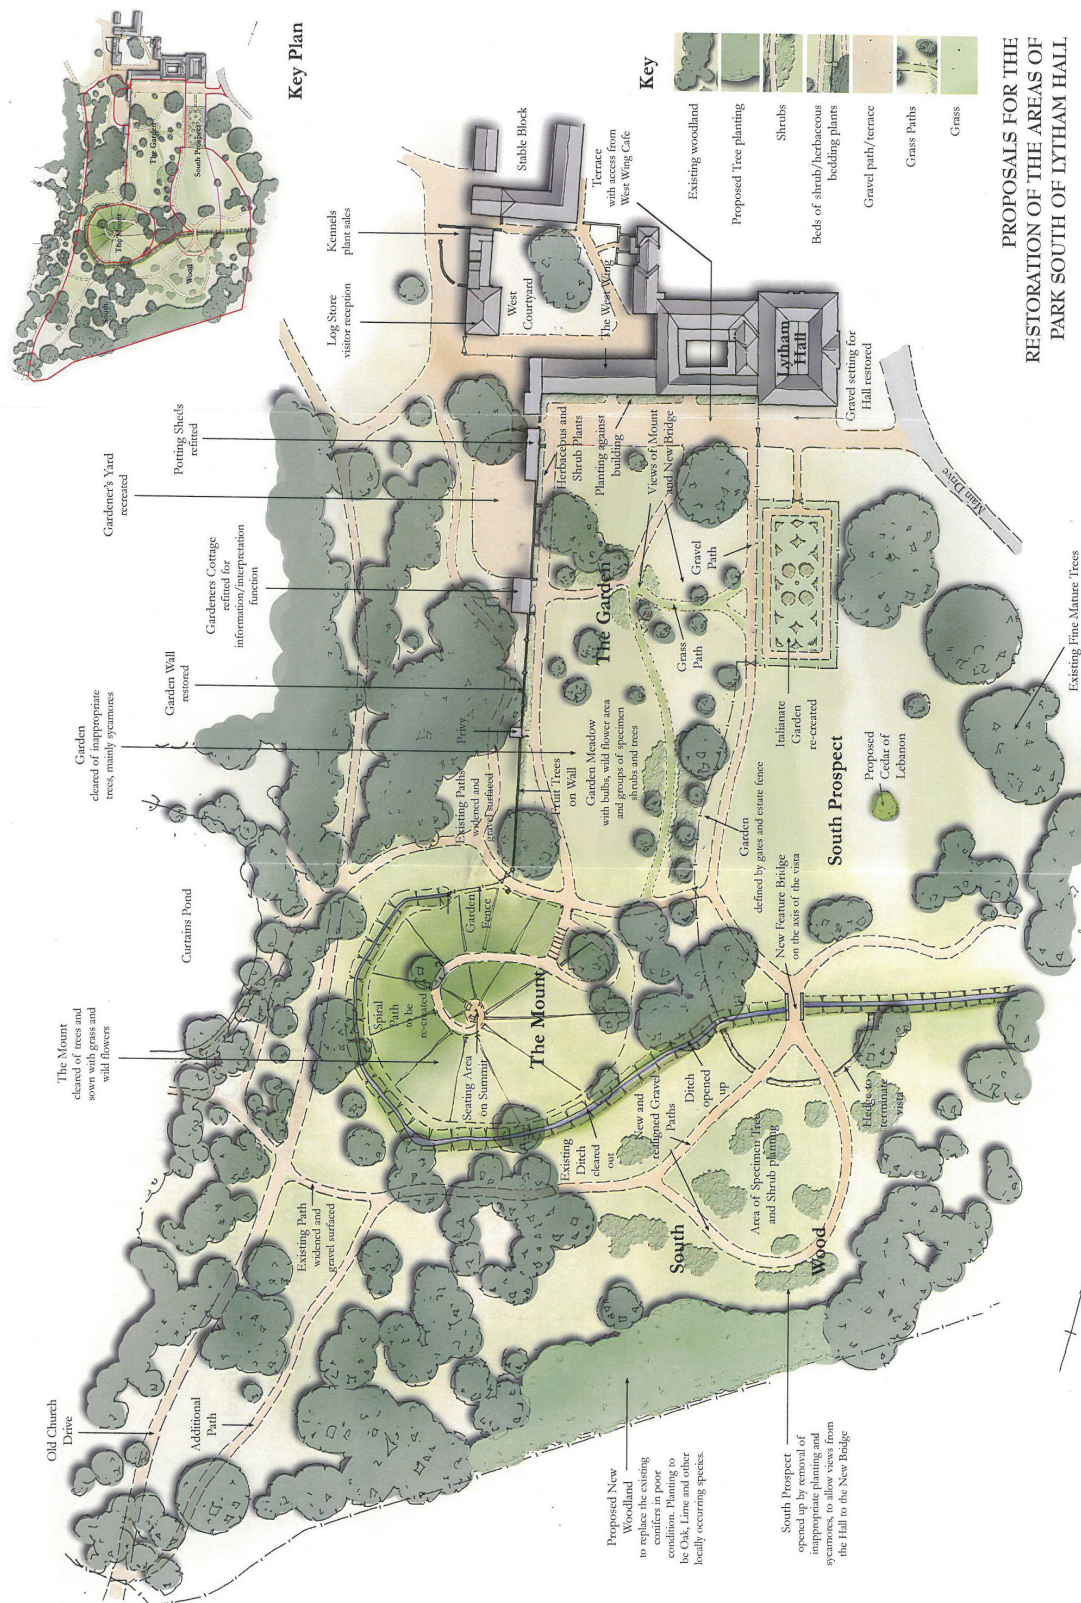 PROPOSALS FOR THE
RESTORATION OF THE AREAS OF
PARK SOUTH OF LYTHAM HALL
Key Plan
The Garden
South Prospect
The Mount
Wood
South
Key
Existing woodland
Proposed Tree planting
Shrubs
Beds of shrub/herbaceous
bedding plants
Gravel path/terrace
Grass Paths
Grass
Stable Block
Terrace
with access from
West Wing Cafe
Kennels
plant sales
Log Store
visitor reception
West
Courtyard
The West Wing
Lytham
Hall
Gravel setting for
Hall restored
Main Drive
Potting Sheds
refitted
Gardener's Yard
recreated
Gardeners Cottage
refitted for
information/interpretation
function
Garden Wall
restored
Garden
cleared of inappropriate
trees, mainly sycamores
Herbaceous and
Shrub Plants
Planting against
building
Views of Mount
and New Bridge
Gravel
Path
The Garden
Grass
Path
Italianate
Garden
re-created
Existing Fine Mature Trees
Proposed
Cedar of
Lebanon
South Prospect
Privy
Fruit Trees
on Wall
Garden Meadow
with bulbs, wild flower area
and groups of specimen
shrubs and trees
Garden
defined by gates and estate fence
New Feature Bridge
on the axis of the vista
Existing Paths
widened and
gravel surfaced
Curtains Pond
Garden
Fence
Spiral
Path
to be
re-created
The Mount
Seating Area
on Summit
The Mount
cleared of trees and
sown with grass and
wild flowers
Existing
Ditch
cleared
out
New and
realigned Gravel
Paths
Ditch
opened
up
Hedge to
terminate
vista
Area of Specimen Trees
and Shrub planting
South
Wood
Existing Path
widened and
gravel surfaced
Old Church
Drive
Additional
Path
Proposed New
Woodland
to replace the existing
conifers in poor
condition. Planting to
be Oak, Lime and other
locally occurring species.
South Prospect
opened up by removal of
inappropriate planting and
sycamores, to allow views from
the Hall to the New Bridge